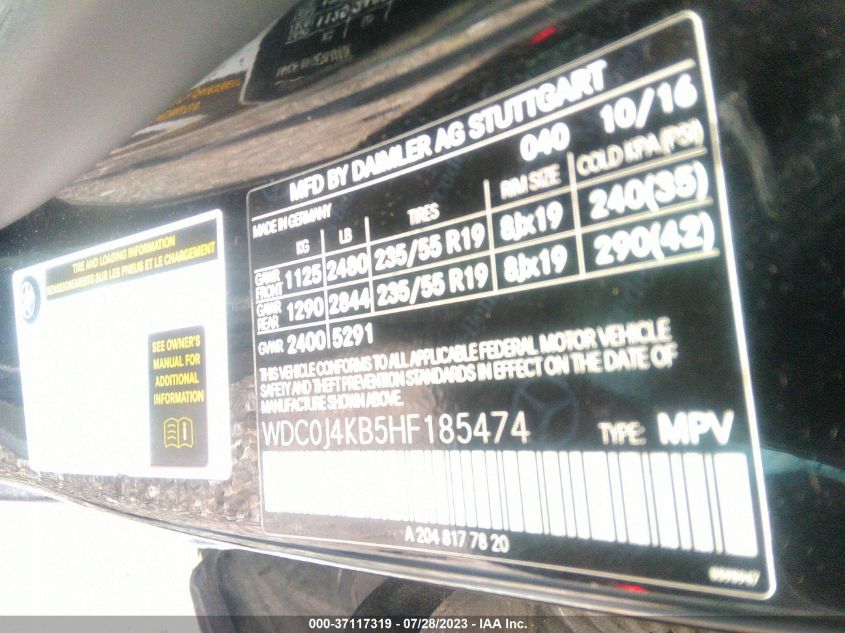 TIRE AND LOADING INFORMATION
RENSEIGNEMENTS SUR LES PNEUS ET LE CHARGEMENT
SEE OWNER'S
MANUAL FOR
ADDITIONAL
INFORMATION
MFD BY DAIMLER AG STUTTGART
040 10/16
MADE IN GERMANY
KG LB TIRES RIM SIZE COLD KPA (PSI)
GAWR FRONT 1125 2480 235/55 R19 8Jx19 240(35)
GAWR REAR 1290 2844 235/55 R19 8Jx19 290(42)
GVWR 2400 5291
THIS VEHICLE CONFORMS TO ALL APPLICABLE FEDERAL MOTOR VEHICLE
SAFETY AND THEFT PREVENTION STANDARDS IN EFFECT ON THE DATE OF
MANUFACTURE SHOWN ABOVE.
WDC0J4KB5HF185474 TYPE: MPV
A 204 817 78 20
000-37117319 / 07/28/2023 - IAA Inc.